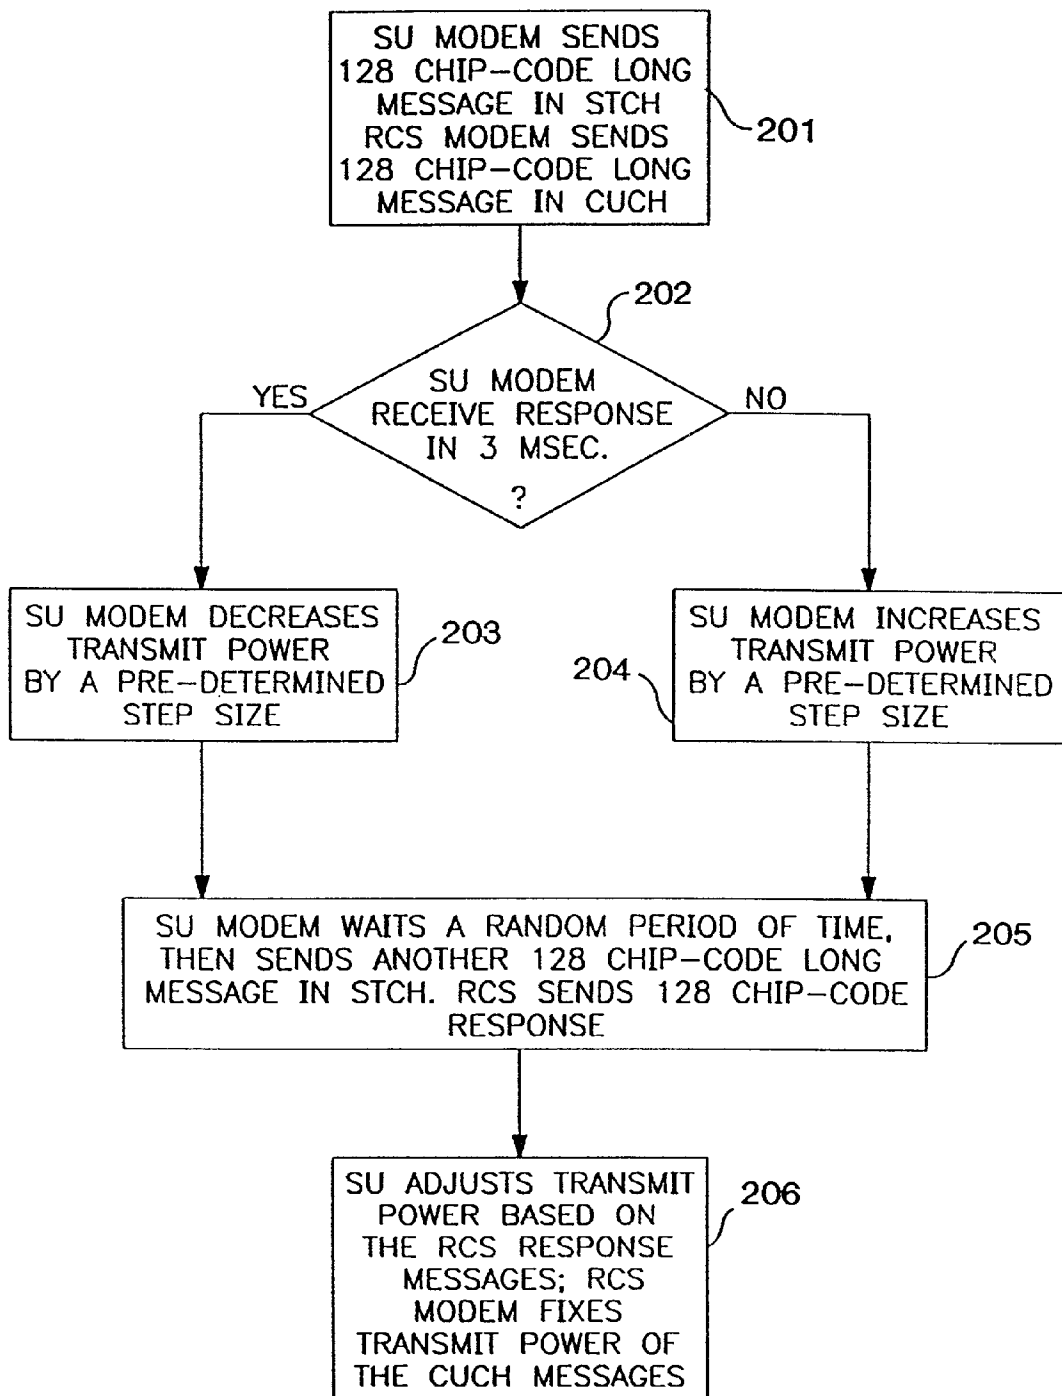 SU MODEM SENDS
128 CHIP-CODE LONG
MESSAGE IN STCH
RCS MODEM SENDS
128 CHIP-CODE LONG
MESSAGE IN CUCH
201
202
SU MODEM
RECEIVE RESPONSE
IN 3 MSEC.
?
YES
NO
SU MODEM DECREASES
TRANSMIT POWER
BY A PRE-DETERMINED
STEP SIZE
203
SU MODEM INCREASES
TRANSMIT POWER
BY A PRE-DETERMINED
STEP SIZE
204
SU MODEM WAITS A RANDOM PERIOD OF TIME,
THEN SENDS ANOTHER 128 CHIP-CODE LONG
MESSAGE IN STCH. RCS SENDS 128 CHIP-CODE
RESPONSE
205
SU ADJUSTS TRANSMIT
POWER BASED ON
THE RCS RESPONSE
MESSAGES; RCS
MODEM FIXES
TRANSMIT POWER OF
THE CUCH MESSAGES
206